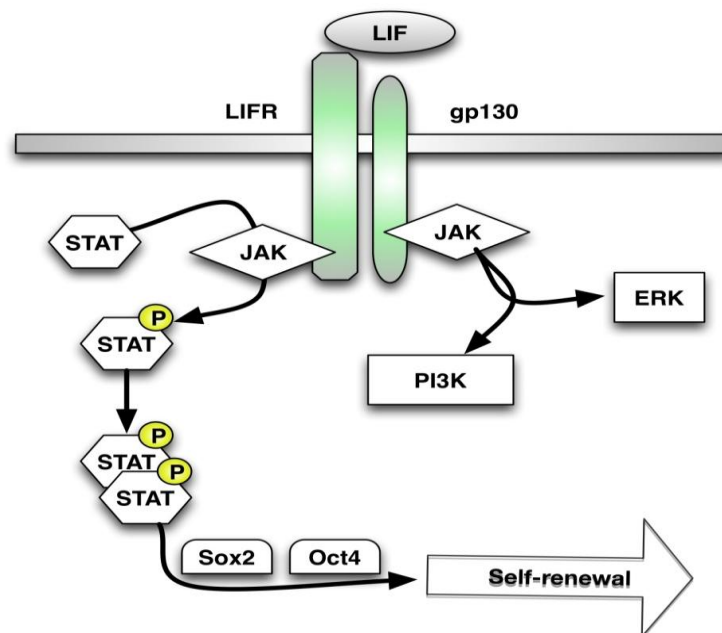 LIF
LIFR gp130
STAT JAK JAK
ERK
P
STAT
PI3K
P
STAT
P
STAT
Sox2 Oct4
Self-renewal